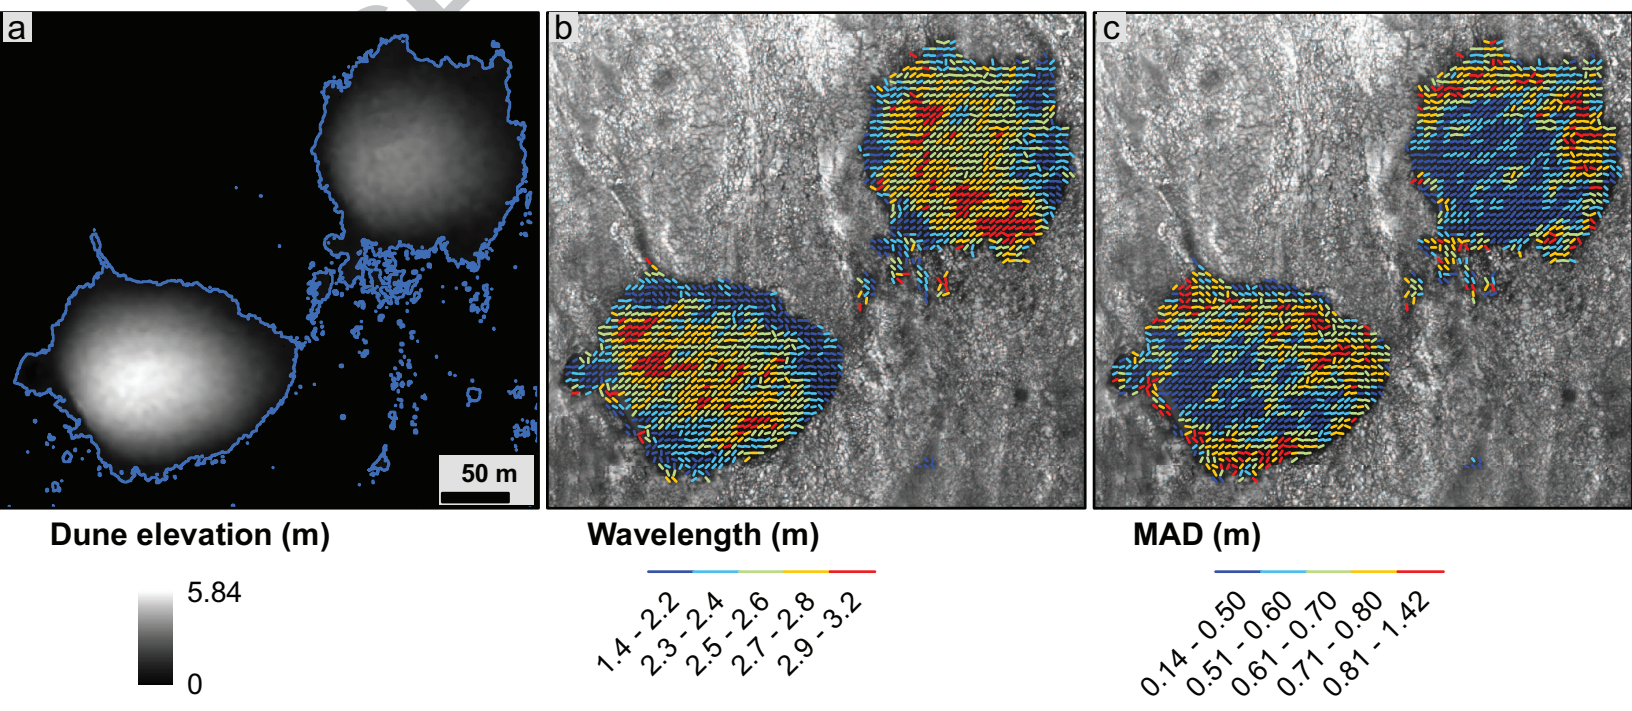 a
b
c
50 m
Dune elevation (m)
5.84
0
Wavelength (m)
1.4 - 2.2
2.3 - 2.4
2.5 - 2.6
2.7 - 2.8
2.9 - 3.2
MAD (m)
0.14 - 0.50
0.51 - 0.60
0.61 - 0.70
0.71 - 0.80
0.81 - 1.42